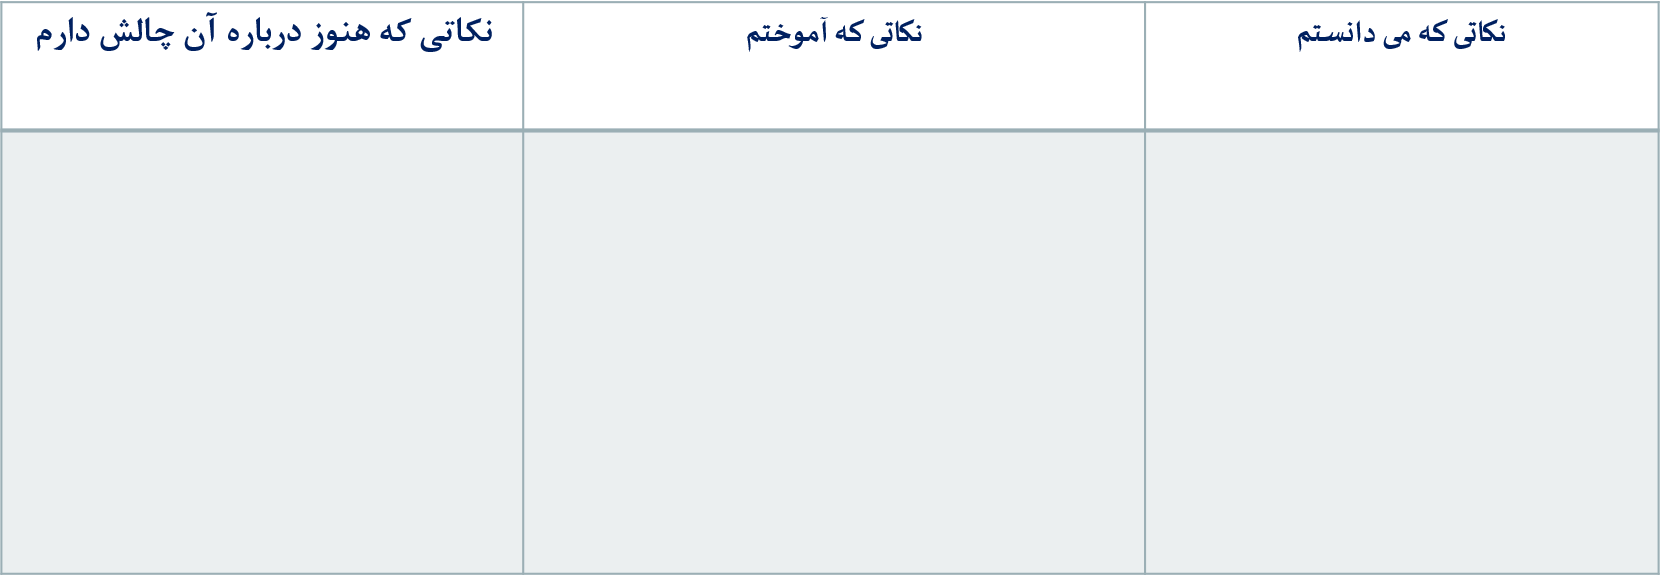 نکاتی که می دانستم
نکاتی که آموختم
نکاتی که هنوز درباره آن چالش دارم